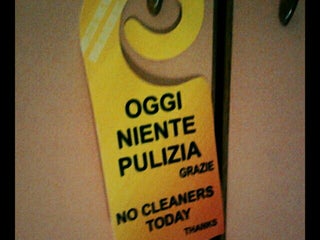 OGGI
NIENTE
PULIZIA
GRAZIE
NO CLEANERS
TODAY
THANKS